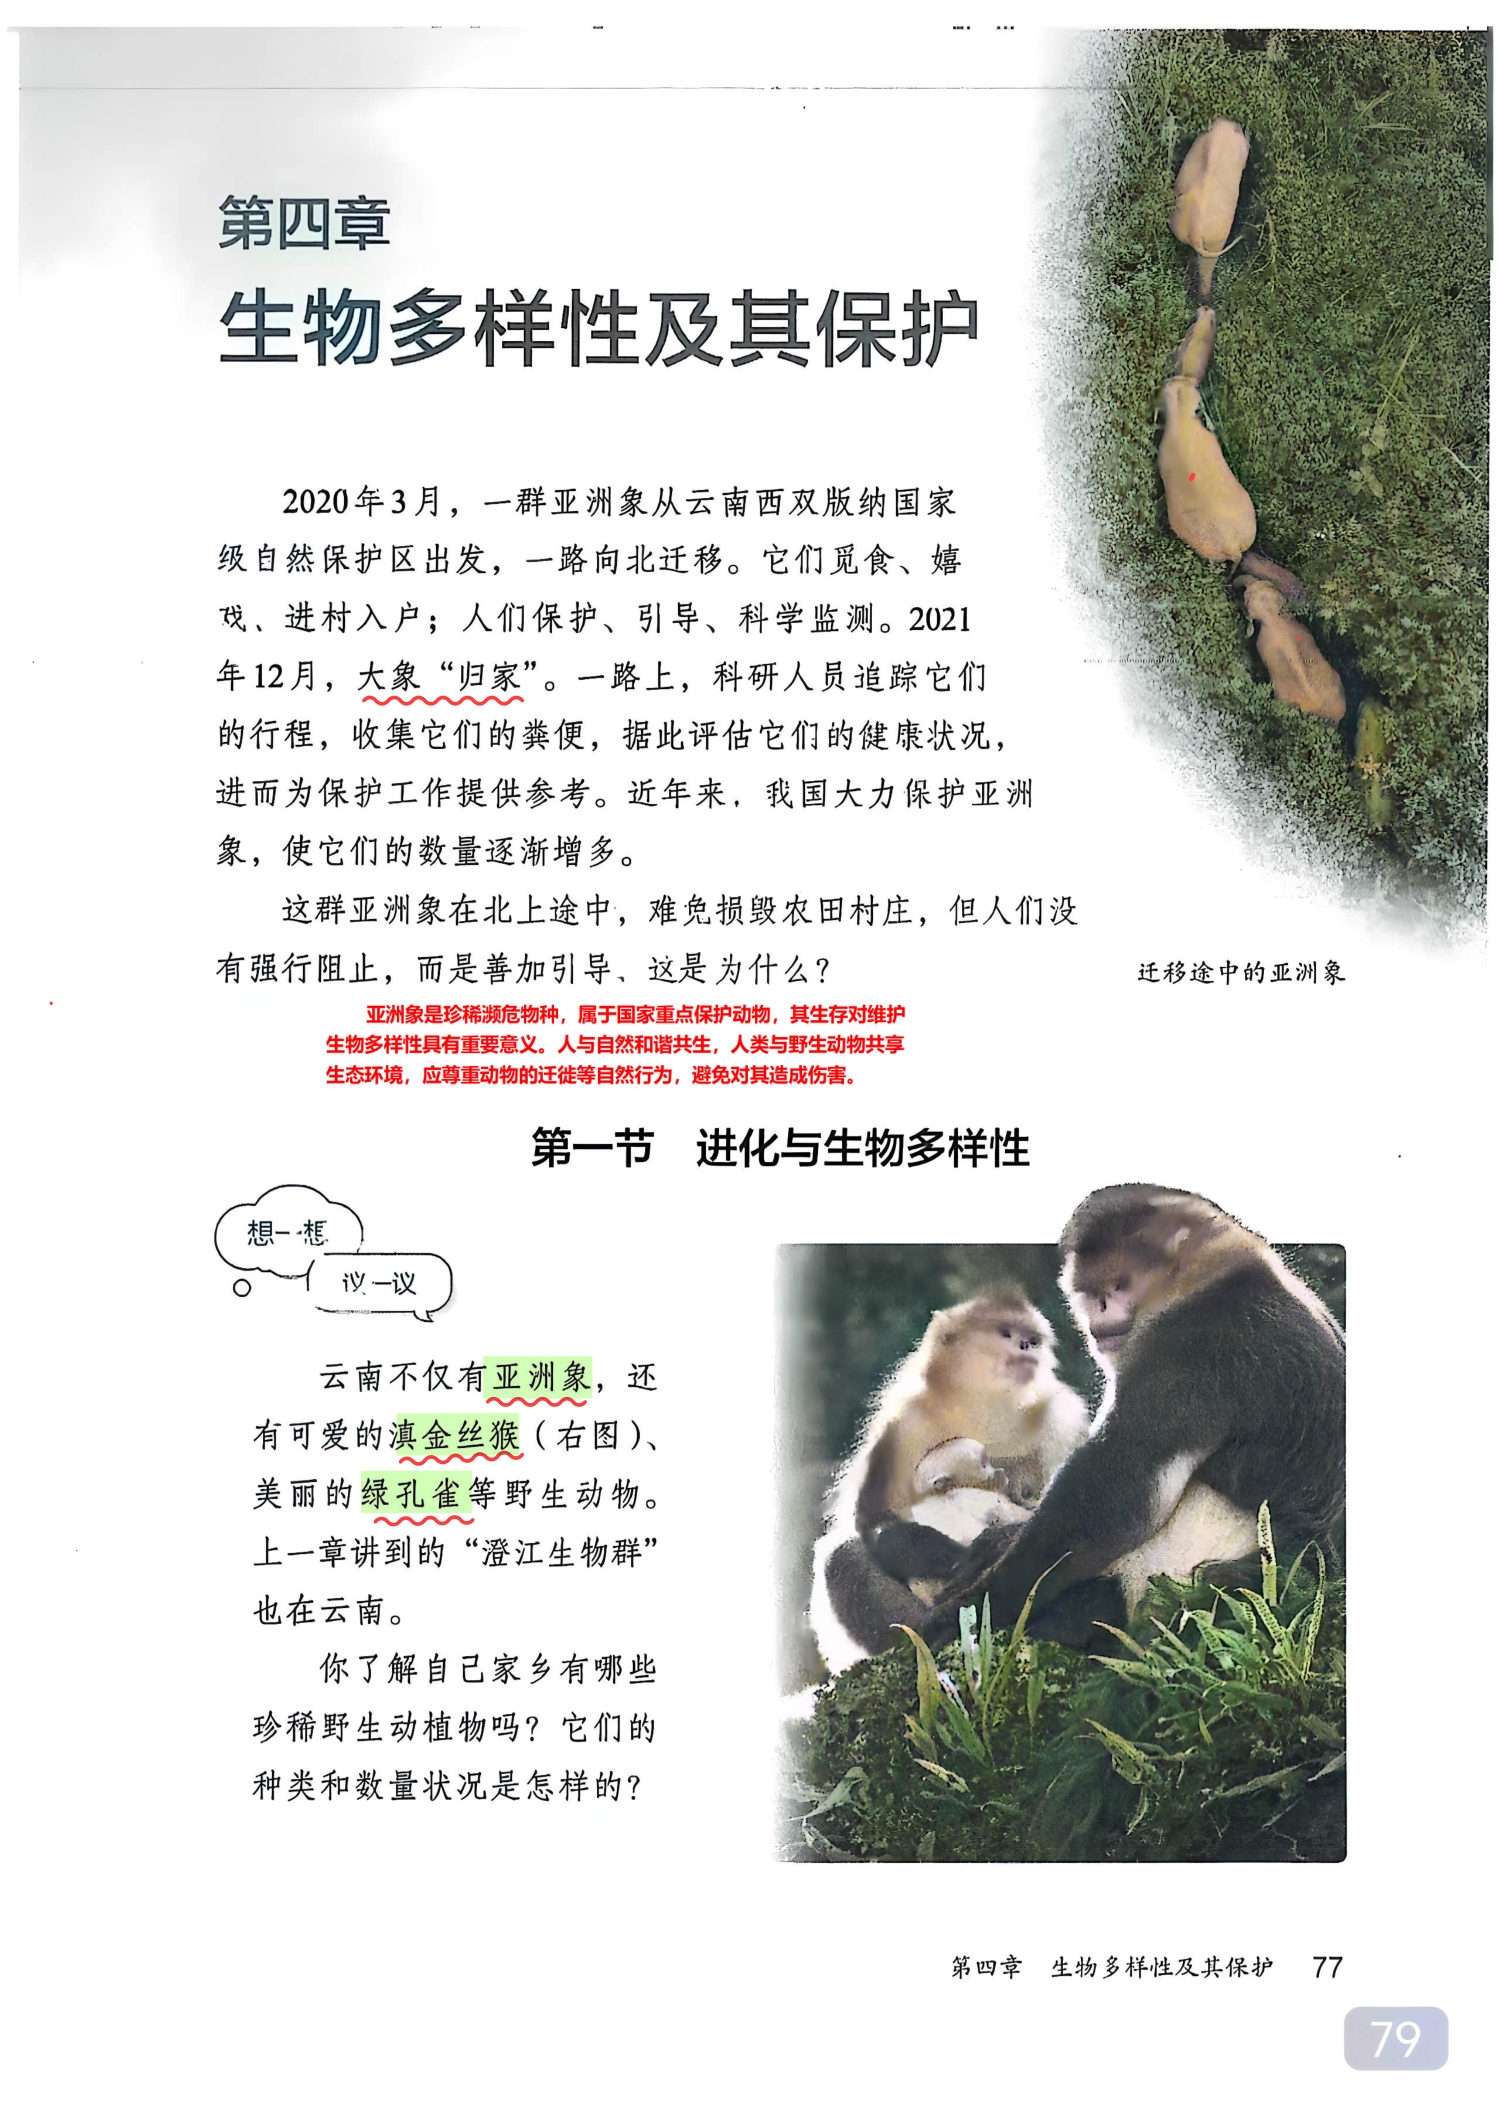 第四章
生物多样性及其保护
2020年3月，一群亚洲象从云南西双版纳国家
级自然保护区出发，一路向北迁移。它们觅食、嬉
戏、进村入户；人们保护、引导、科学监测。2021
年12月，大象“归家”。一路上，科研人员追踪它们
的行程，收集它们的粪便，据此评估它们的健康状况，
进而为保护工作提供参考。近年来，我国大力保护亚洲
象，使它们的数量逐渐增多。
这群亚洲象在北上途中，难免损毁农田村庄，但人们没
有强行阻止，而是善加引导、这是为什么？
迁移途中的亚洲象
亚洲象是珍稀濒危物种，属于国家重点保护动物，其生存对维护
生物多样性具有重要意义。人与自然和谐共生，人类与野生动物共享
生态环境，应尊重动物的迁徙等自然行为，避免对其造成伤害。
第一节 进化与生物多样性
想一想
议一议
云南不仅有亚洲象，还
有可爱的滇金丝猴（右图）、
美丽的绿孔雀等野生动物。
上一章讲到的“澄江生物群”
也在云南。
你了解自己家乡有哪些
珍稀野生动植物吗？它们的
种类和数量状况是怎样的？
第四章 生物多样性及其保护 77
79